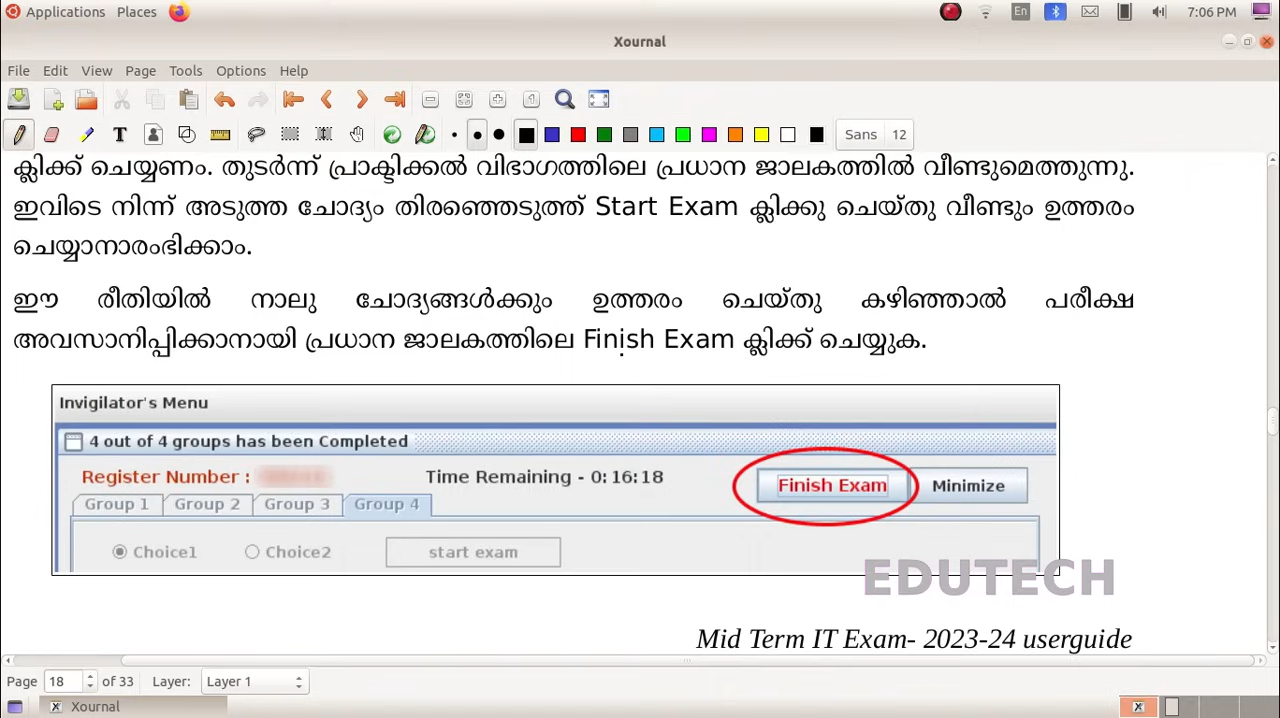 Applications Places En 7:06 PM
Xournal
File Edit View Page Tools Options Help
Sans 12
ക്ലിക്ക് ചെയ്യണം. തുടർന്ന് പ്രാക്ടിക്കൽ വിഭാഗത്തിലെ പ്രധാന ജാലകത്തിൽ വീണ്ടുമെത്തുന്നു.
ഇവിടെ നിന്ന് അടുത്ത ചോദ്യം തിരഞ്ഞെടുത്ത് Start Exam ക്ലിക്കു ചെയ്തു വീണ്ടും ഉത്തരം
ചെയ്യാനാരംഭിക്കാം.
ഈ രീതിയിൽ നാലു ചോദ്യങ്ങൾക്കും ഉത്തരം ചെയ്തു കഴിഞ്ഞാൽ പരീക്ഷ
അവസാനിപ്പിക്കാനായി പ്രധാന ജാലകത്തിലെ Finish Exam ക്ലിക്ക് ചെയ്യുക.
Invigilator's Menu
4 out of 4 groups has been Completed
Register Number : Time Remaining - 0:16:18 Finish Exam Minimize
Group 1 Group 2 Group 3 Group 4
Choice1 Choice2 start exam
EDUTECH
Mid Term IT Exam- 2023-24 userguide
Page 18 of 33 Layer: Layer 1
Xournal